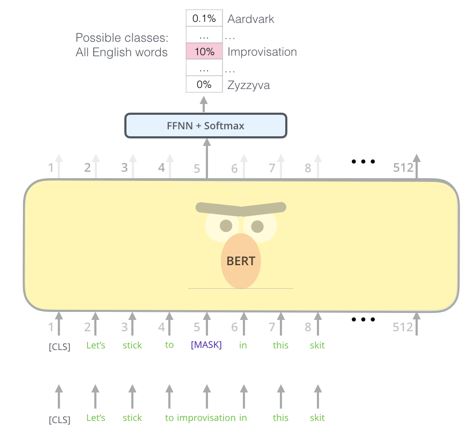 0.1% Aardvark
Possible classes: … …
All English words 10% Improvisation
… …
0% Zyzzyva
FFNN + Softmax
1 2 3 4 5 6 7 8 ••• 512
BERT
1 2 3 4 5 6 7 8 ••• 512
[CLS] Let's stick to [MASK] in this skit
[CLS] Let's stick to improvisation in this skit